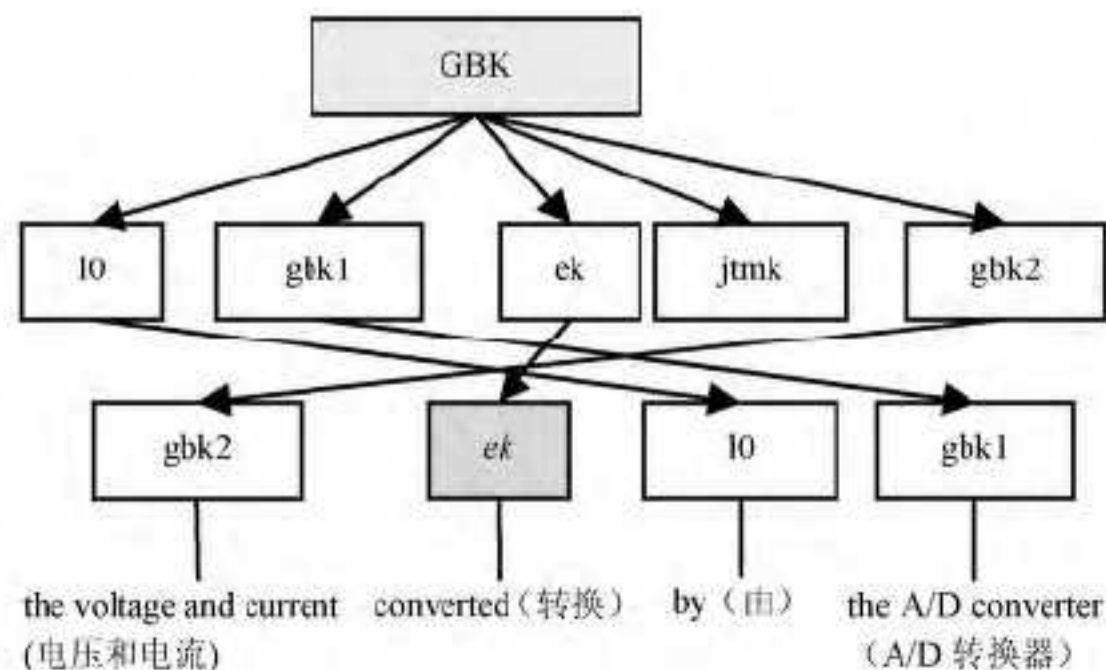 GBK
l0
gbk1
ek
jtmk
gbk2
gbk2
ek
l0
gbk1
the voltage and current
(电压和电流)
converted（转换）
by（由）
the A/D converter
（A/D 转换器）